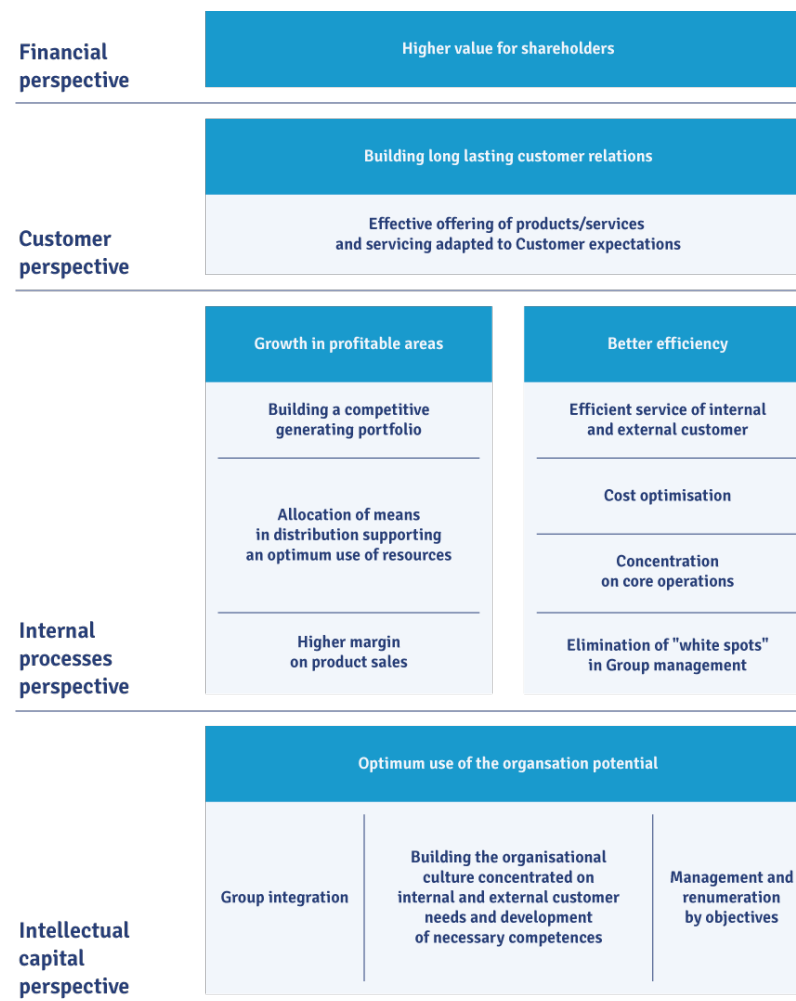 Financial
perspective
Higher value for shareholders
Customer
perspective
Building long lasting customer relations
Effective offering of products/services
and servicing adapted to Customer expectations
Internal
processes
perspective
Growth in profitable areas
Building a competitive
generating portfolio
Allocation of means
in distribution supporting
an optimum use of resources
Higher margin
on product sales
Better efficiency
Efficient service of internal
and external customer
Cost optimisation
Concentration
on core operations
Elimination of "white spots"
in Group management
Intellectual
capital
perspective
Optimum use of the organsation potential
Group integration
Building the organisational
culture concentrated on
internal and external customer
needs and development
of necessary competences
Management and
renumeration
by objectives